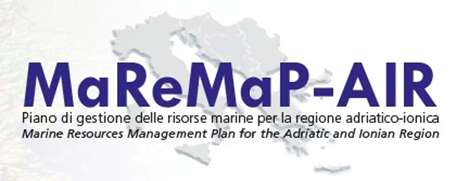 MaReMaP-AIR
Piano di gestione delle risorse marine per la regione adriatico-ionica
Marine Resources Management Plan for the Adriatic and Ionian Region